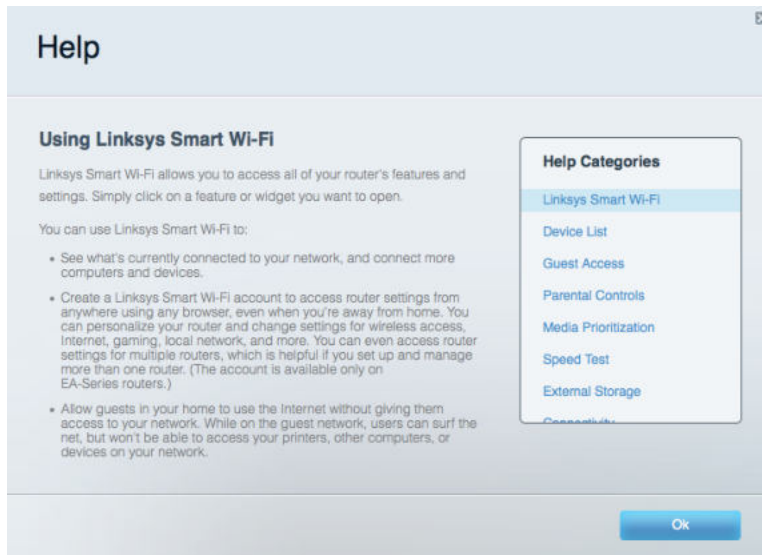 Help
Using Linksys Smart Wi-Fi
Linksys Smart Wi-Fi allows you to access all of your router's features and
settings. Simply click on a feature or widget you want to open.
You can use Linksys Smart Wi-Fi to:
• See what's currently connected to your network, and connect more
computers and devices.
• Create a Linksys Smart Wi-Fi account to access router settings from
anywhere using any browser, even when you're away from home. You
can personalize your router and change settings for wireless access,
Internet, gaming, local network, and more. You can even access router
settings for multiple routers, which is helpful if you set up and manage
more than one router. (The account is available only on
EA-Series routers.)
• Allow guests in your home to use the Internet without giving them
access to your network. While on the guest network, users can surf the
net, but won't be able to access your printers, other computers, or
devices on your network.
Help Categories
Linksys Smart Wi-Fi
Device List
Guest Access
Parental Controls
Media Prioritization
Speed Test
External Storage
Connectivity
Ok